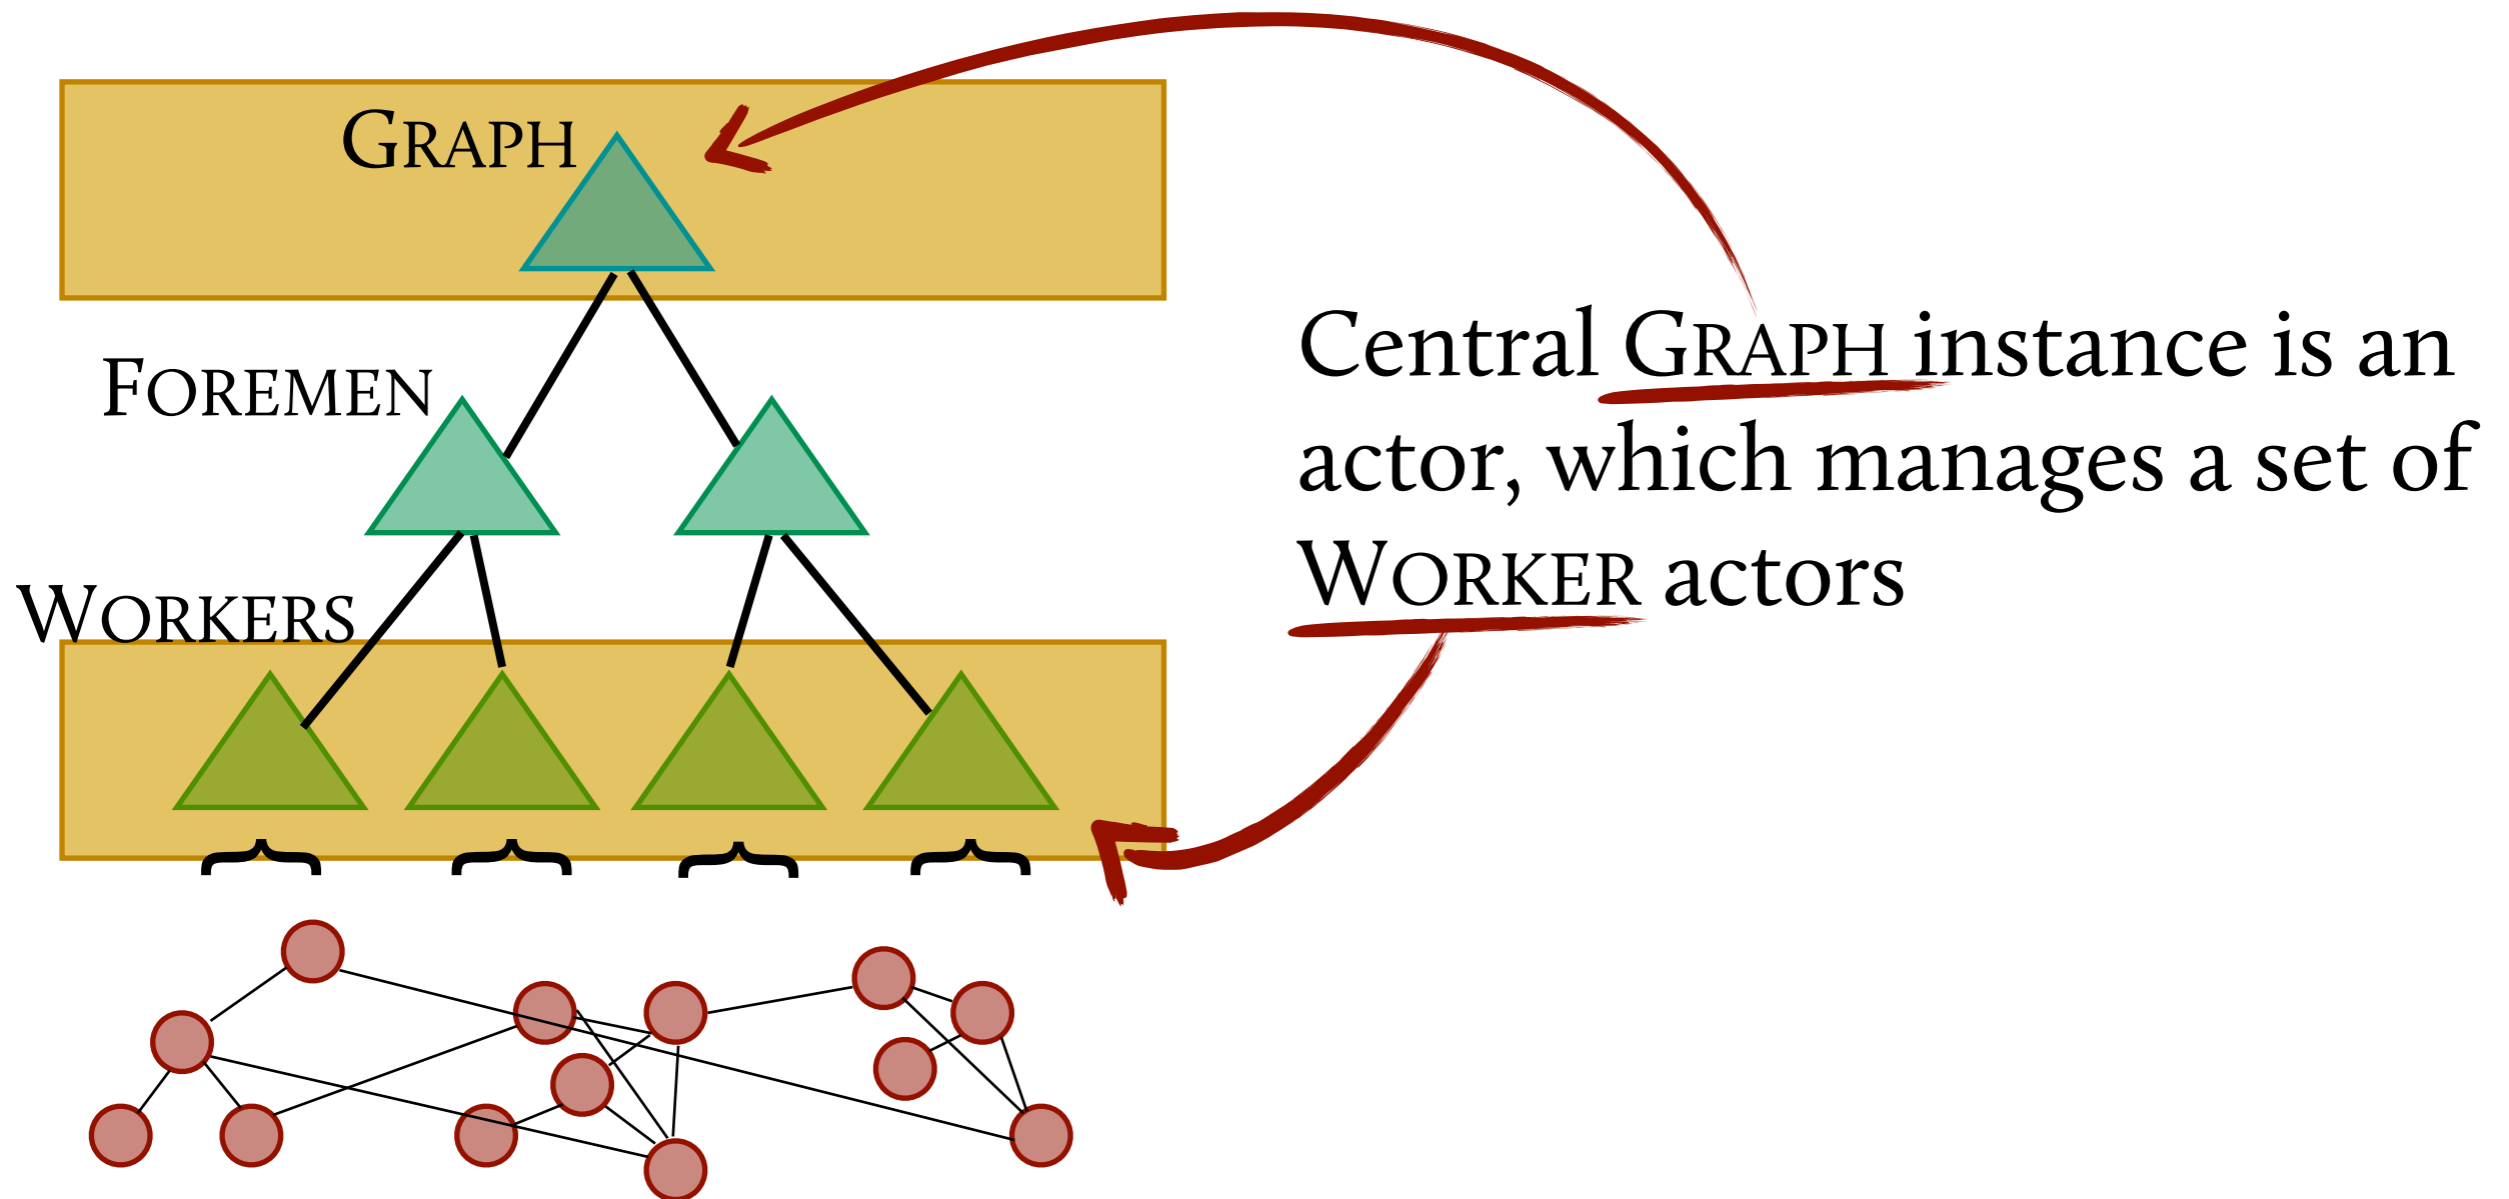 Graph
Foremen
Workers
Central Graph instance is an
actor, which manages a set of
Worker actors